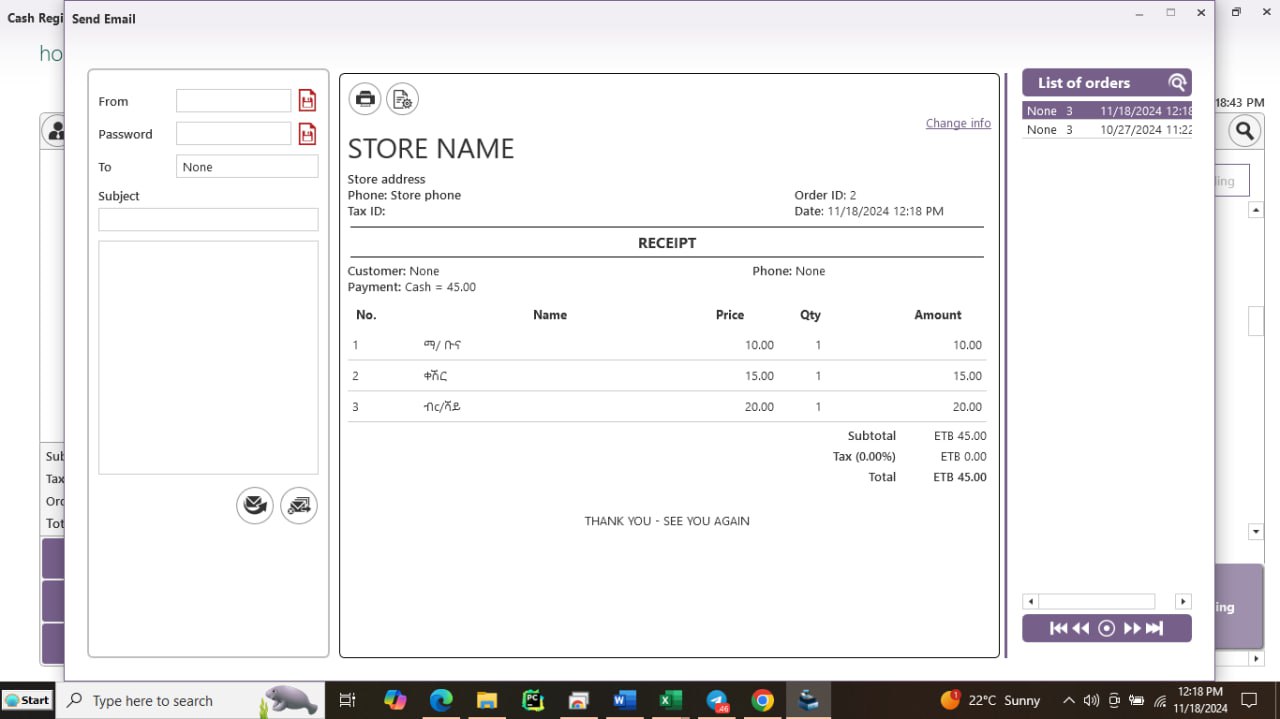 Cash Regi
Send Email
ho
From
Password
To None
Subject
Change info
STORE NAME
Store address
Phone: Store phone
Tax ID:
Order ID: 2
Date: 11/18/2024 12:18 PM
RECEIPT
Customer: None
Phone: None
Payment: Cash = 45.00
No. Name Price Qty Amount
1 ማ/ ቡና 10.00 1 10.00
2 ቀሽር 15.00 1 15.00
3 ብር/ሻይ 20.00 1 20.00
Subtotal ETB 45.00
Tax (0.00%) ETB 0.00
Total ETB 45.00
THANK YOU - SEE YOU AGAIN
List of orders
None 3 11/18/2024 12:18
None 3 10/27/2024 11:22
18:43 PM
ling
Sub
Tax
Ord
Tot
ing
Start
Type here to search
PC
W
X
.46
1
22°C Sunny
12:18 PM
11/18/2024